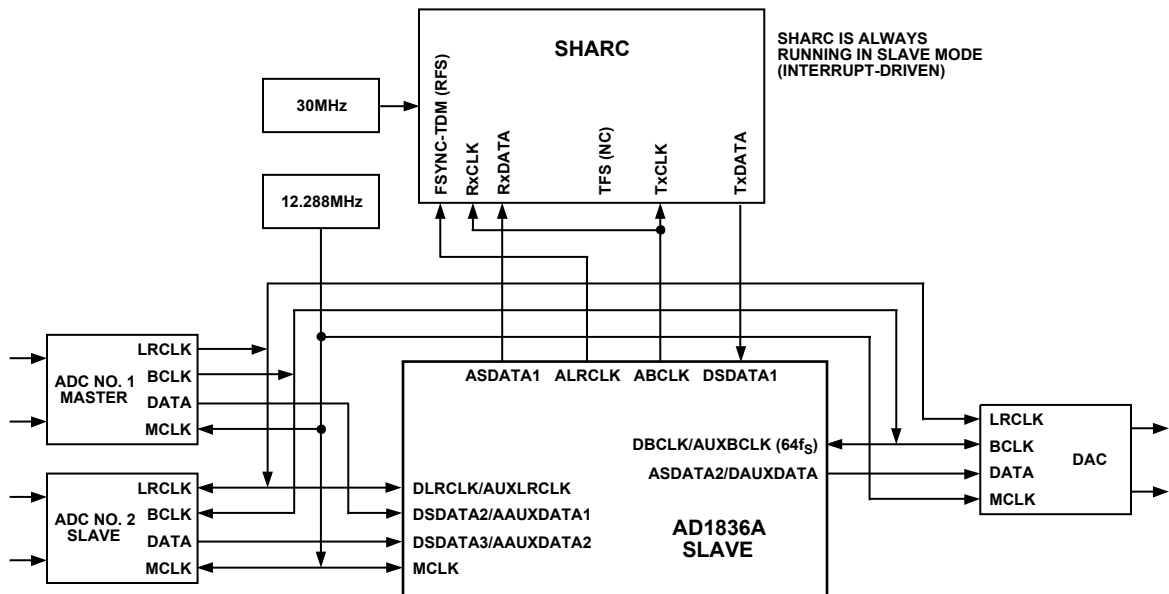 SHARC
SHARC IS ALWAYS
RUNNING IN SLAVE MODE
(INTERRUPT-DRIVEN)
30MHz
FSYNC-TDM (RFS)
RxCLK
RxDATA
TFS (NC)
TxCLK
TxDATA
12.288MHz
ADC NO. 1
MASTER
LRCLK
BCLK
DATA
MCLK
ADC NO. 2
SLAVE
LRCLK
BCLK
DATA
MCLK
ASDATA1
ALRCLK
ABCLK
DSDATA1
DBCLK/AUXBCLK (64fS)
ASDATA2/DAUXDATA
DLRCLK/AUXLRCLK
DSDATA2/AAUXDATA1
DSDATA3/AAUXDATA2
MCLK
AD1836A
SLAVE
LRCLK
BCLK
DATA
MCLK
DAC